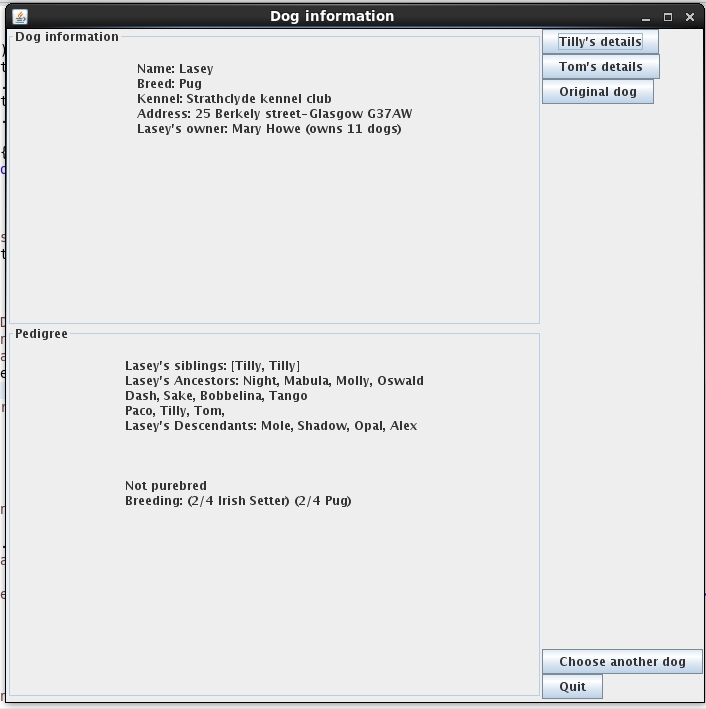 Dog information
Dog information
Name: Lasey
Breed: Pug
Kennel: Strathclyde kennel club
Address: 25 Berkely street-Glasgow G37AW
Lasey's owner: Mary Howe (owns 11 dogs)
Tilly's details
Tom's details
Original dog
Pedigree
Lasey's siblings: [Tilly, Tilly]
Lasey's Ancestors: Night, Mabula, Molly, Oswald
Dash, Sake, Bobbelina, Tango
Paco, Tilly, Tom,
Lasey's Descendants: Mole, Shadow, Opal, Alex
Not purebred
Breeding: (2/4 Irish Setter) (2/4 Pug)
Choose another dog
Quit